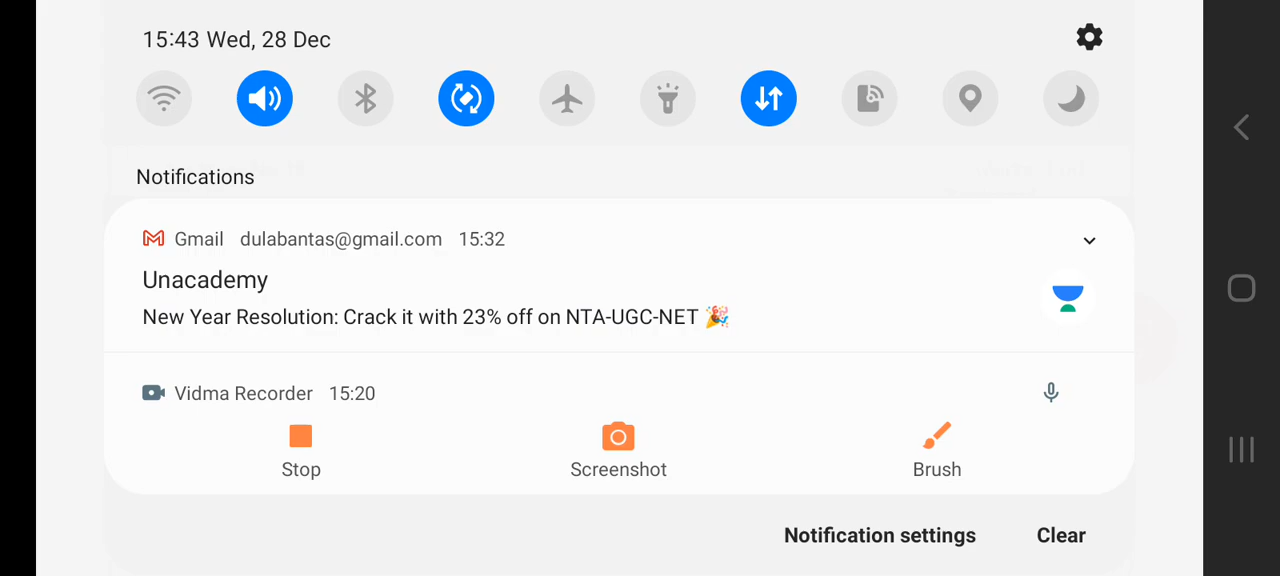 15:43 Wed, 28 Dec
Notifications
Gmail dulabantas@gmail.com 15:32
Unacademy
New Year Resolution: Crack it with 23% off on NTA-UGC-NET 🎉
Vidma Recorder 15:20
Stop Screenshot Brush
Notification settings Clear